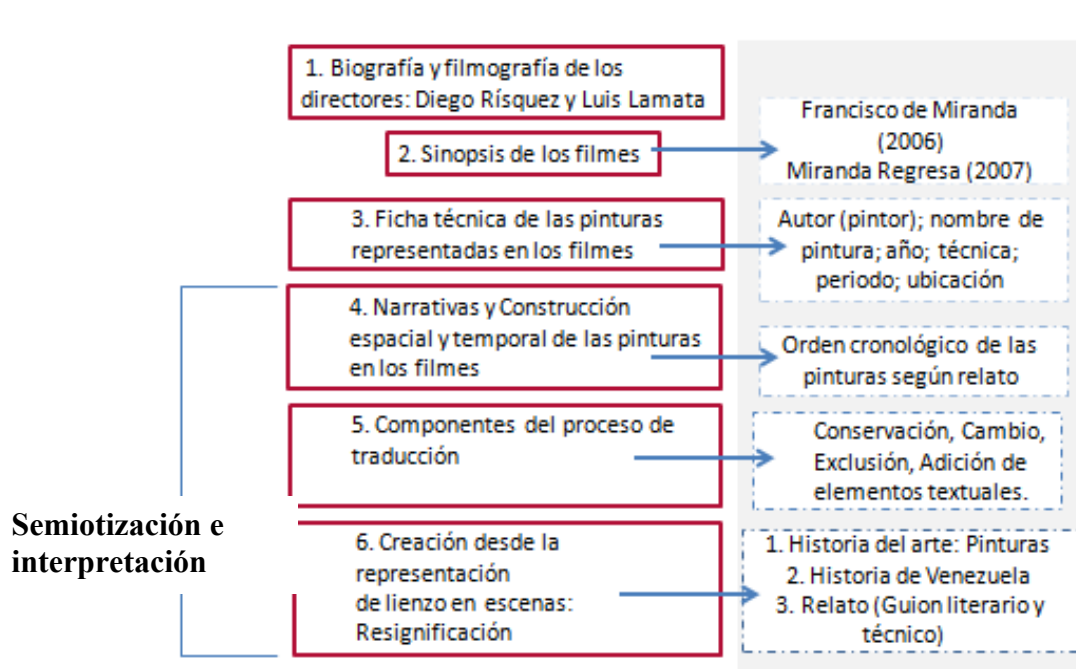 1. Biografía y filmografía de los
directores: Diego Rísquez y Luis Lamata
2. Sinopsis de los filmes
Francisco de Miranda
(2006)
Miranda Regresa (2007)
3. Ficha técnica de las pinturas
representadas en los filmes
Autor (pintor); nombre de
pintura; año; técnica;
periodo; ubicación
4. Narrativas y Construcción
espacial y temporal de las pinturas
en los filmes
Orden cronológico de las
pinturas según relato
5. Componentes del proceso de
traducción
Conservación, Cambio,
Exclusión, Adición de
elementos textuales.
Semiotización e
interpretación
6. Creación desde la
representación
de lienzo en escenas:
Resignificación
1. Historia del arte: Pinturas
2. Historia de Venezuela
3. Relato (Guion literario y
técnico)